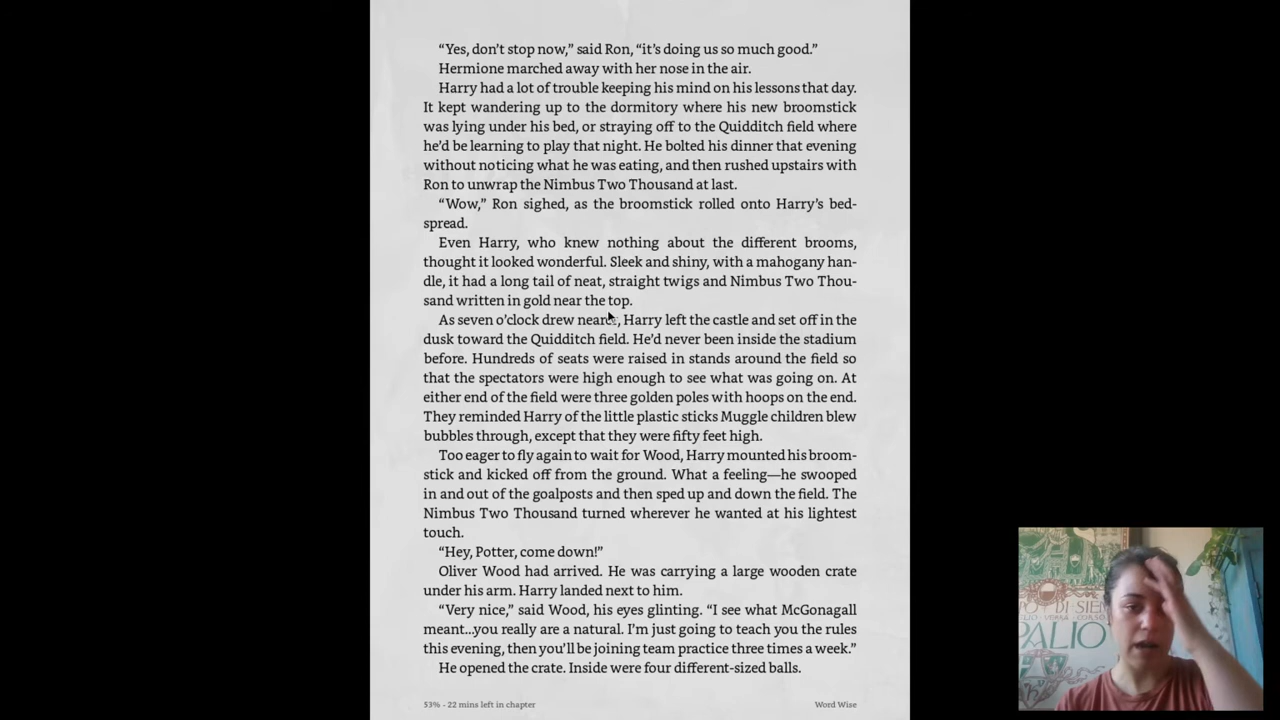 “Yes, don’t stop now,” said Ron, “it’s doing us so much good.”
Hermione marched away with her nose in the air.
Harry had a lot of trouble keeping his mind on his lessons that day.
It kept wandering up to the dormitory where his new broomstick
was lying under his bed, or straying off to the Quidditch field where
he’d be learning to play that night. He bolted his dinner that evening
without noticing what he was eating, and then rushed upstairs with
Ron to unwrap the Nimbus Two Thousand at last.
“Wow,” Ron sighed, as the broomstick rolled onto Harry’s bed-
spread.
Even Harry, who knew nothing about the different brooms,
thought it looked wonderful. Sleek and shiny, with a mahogany han-
dle, it had a long tail of neat, straight twigs and Nimbus Two Thou-
sand written in gold near the top.
As seven o’clock drew nearer, Harry left the castle and set off in the
dusk toward the Quidditch field. He’d never been inside the stadium
before. Hundreds of seats were raised in stands around the field so
that the spectators were high enough to see what was going on. At
either end of the field were three golden poles with hoops on the end.
They reminded Harry of the little plastic sticks Muggle children blew
bubbles through, except that they were fifty feet high.
Too eager to fly again to wait for Wood, Harry mounted his broom-
stick and kicked off from the ground. What a feeling—he swooped
in and out of the goalposts and then sped up and down the field. The
Nimbus Two Thousand turned wherever he wanted at his lightest
touch.
“Hey, Potter, come down!”
Oliver Wood had arrived. He was carrying a large wooden crate
under his arm. Harry landed next to him.
“Very nice,” said Wood, his eyes glinting. “I see what McGonagall
meant...you really are a natural. I’m just going to teach you the rules
this evening, then you’ll be joining team practice three times a week.”
He opened the crate. Inside were four different-sized balls.
53% - 22 mins left in chapter
Word Wise
PALIO